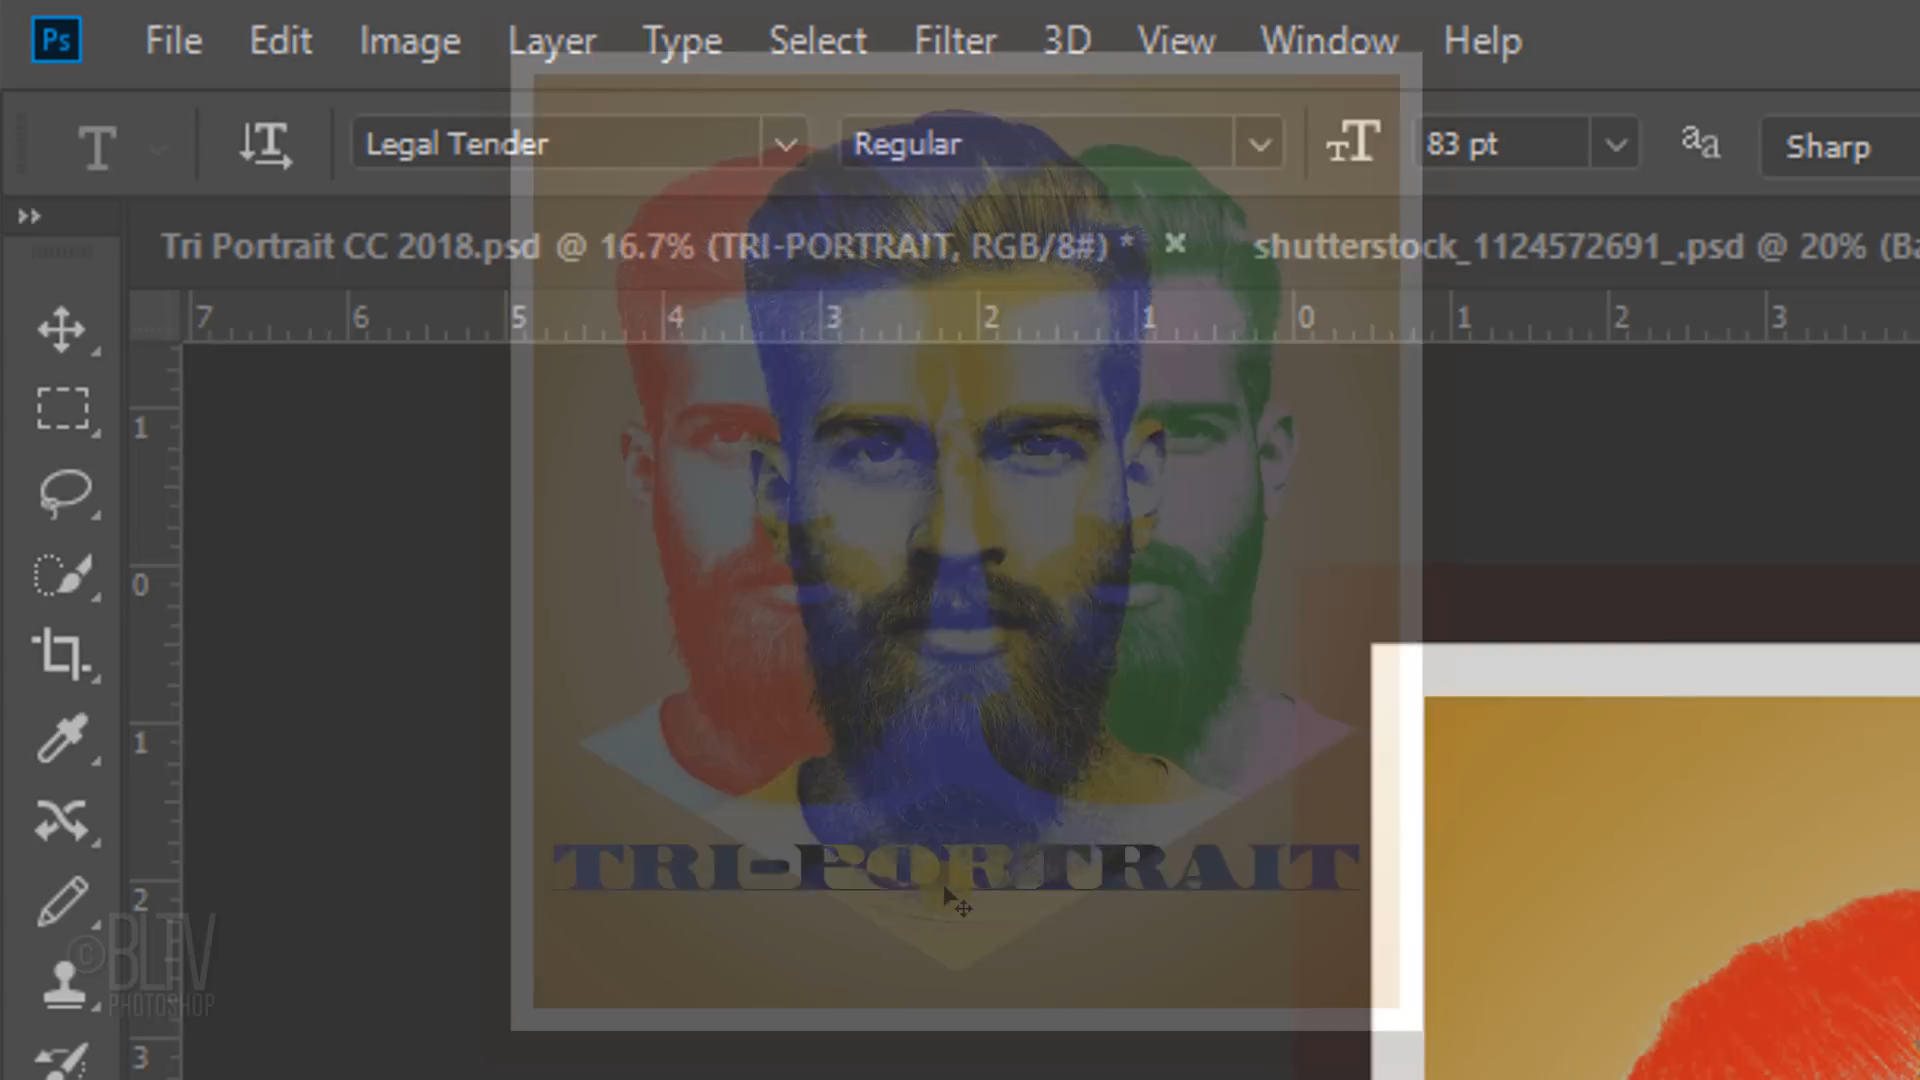 Ps File Edit Image Layer Type Select Filter 3D View Window Help
T Legal Tender Regular 83 pt aa Sharp
Tri Portrait CC 2018.psd @ 16.7% (TRI-PORTRAIT, RGB/8#) * shutterstock_1124572691_.psd @ 20% (Ba
7 6 5 4 3 2 1 0 1 2 3
1
0
1
TRI-PORTRAIT
2
©BLTV
PHOTOSHOP
3